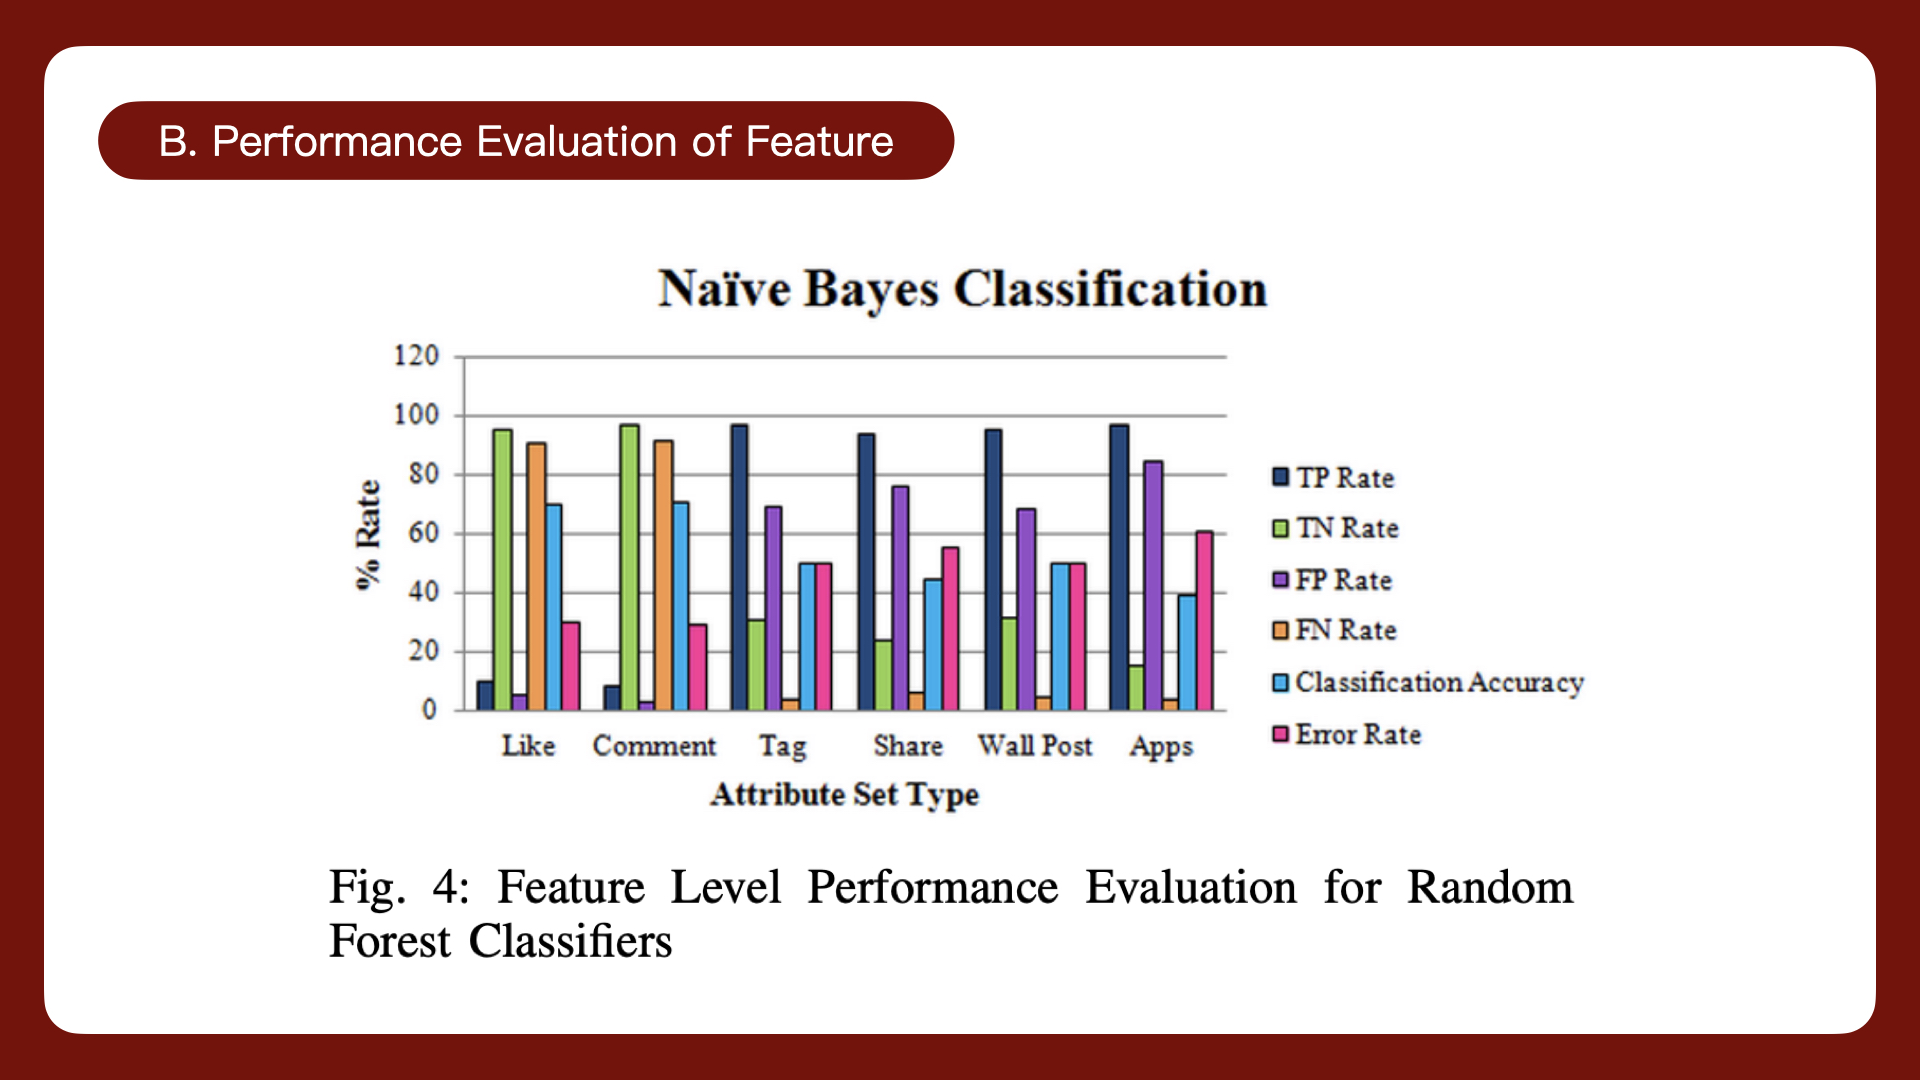 B. Performance Evaluation of Feature
Naïve Bayes Classification
120
100
80
60
40
20
0
% Rate
Like
Comment
Tag
Share
Wall Post
Apps
Attribute Set Type
TP Rate
TN Rate
FP Rate
FN Rate
Classification Accuracy
Error Rate
Fig. 4: Feature Level Performance Evaluation for Random
Forest Classifiers